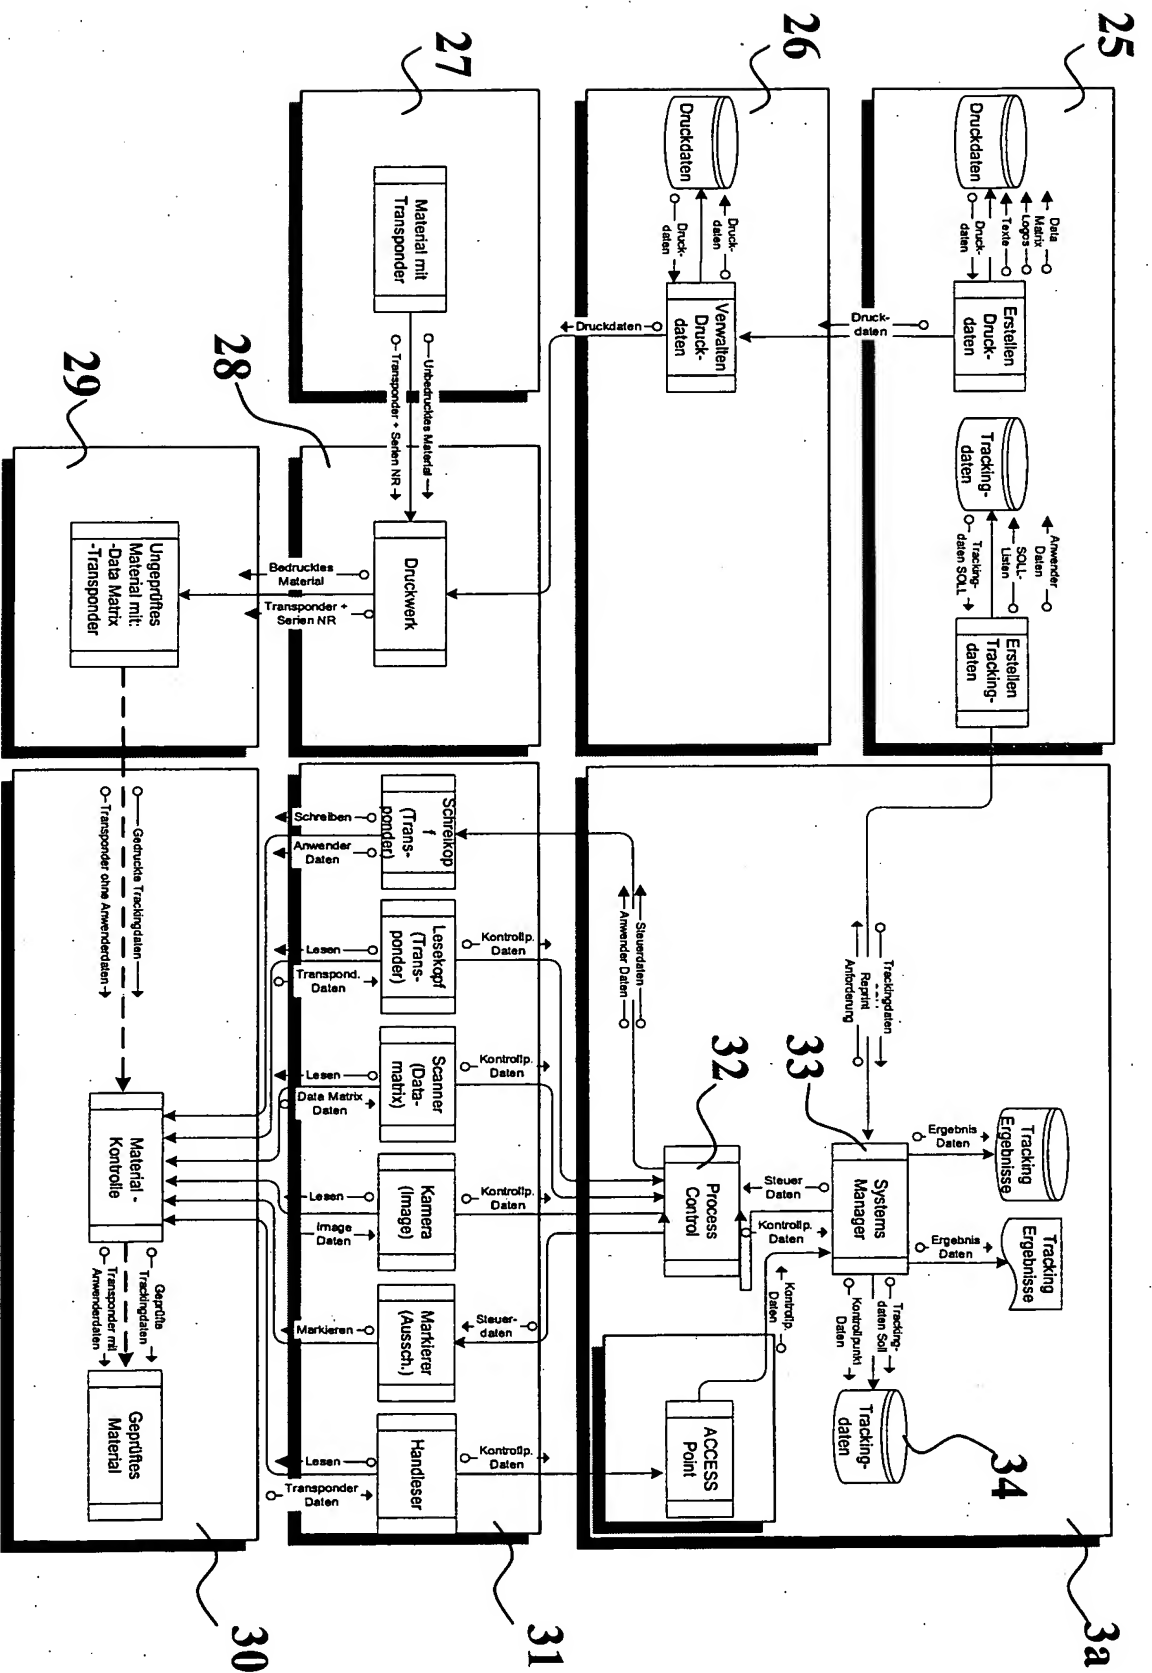 25
26
27
28
29
30
31
32
33
34
3a
Druckdaten
Data
Matrix
Logos
Texte
Druck-
daten
Erstellen
Druck-
daten
Tracking-
daten
Anwender
Daten
SOLL-
Listen
Tracking-
daten SOLL
Erstellen
Tracking-
daten
Druck-
daten
Druckdaten
Druck-
daten
Druck-
daten
Verwalten
Druck-
daten
Druckdaten
Material mit
Transponder
Unbedrucktes Material
Transponder + Serien NR
Druckwerk
Bedrucktes
Material
Transponder +
Serien NR
Ungeprüftes
Material mit:
-Data Matrix
-Transponder
Gedruckte Trackingdaten
Transponder ohne Anwenderdaten
Trackingdaten
Reprint
Anforderung
Steuerdaten
Anwender Daten
Systems
Manager
Process
Control
Steuer
Daten
Kontrollp.
Daten
Ergebnis
Daten
Tracking
Ergebnisse
Ergebnis
Daten
Tracking
Ergebnisse
Tracking-
daten Soll
Kontrollpunkt
Daten
Tracking-
daten
Kontrollp.
Daten
ACCESS
Point
Schreikop
f
(Trans-
ponder)
Lesekopf
(Trans-
ponder)
Scanner
(Data-
matrix)
Kamera
(Image)
Markierer
(Aussch.)
Handleser
Kontrollp.
Daten
Kontrollp.
Daten
Kontrollp.
Daten
Steuer-
daten
Kontrollp.
Daten
Schreiben
Anwender
Daten
Lesen
Transpond.
Daten
Lesen
Data Matrix
Daten
Lesen
Image
Daten
Markieren
Lesen
Transponder
Daten
Material -
Kontrolle
Geprüfte
Trackingdaten
Transponder mit
Anwenderdaten
Geprüftes
Material